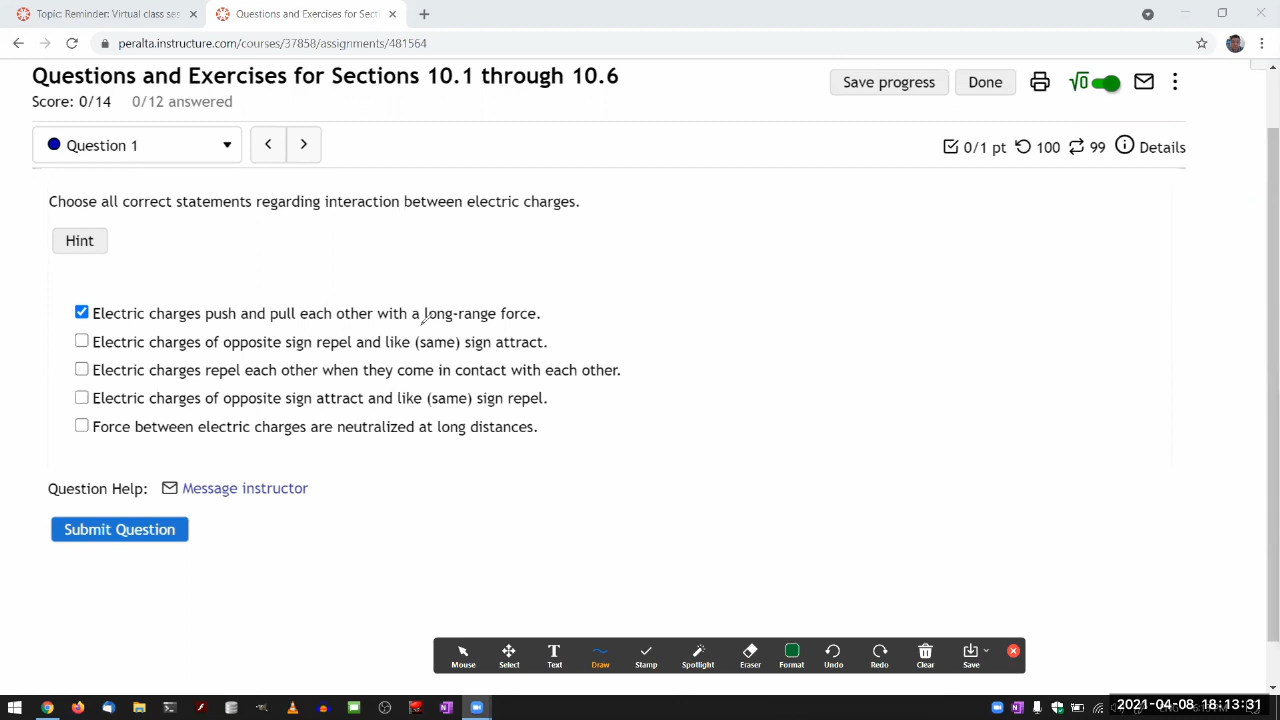 Topic: Reminder: Virtual class ses
Questions and Exercises for Secti
peralta.instructure.com/courses/37858/assignments/481564
Questions and Exercises for Sections 10.1 through 10.6
Save progress
Done
√0
Score: 0/14 0/12 answered
Question 1
0/1 pt 100 99 Details
Choose all correct statements regarding interaction between electric charges.
Hint
Electric charges push and pull each other with a long-range force.
Electric charges of opposite sign repel and like (same) sign attract.
Electric charges repel each other when they come in contact with each other.
Electric charges of opposite sign attract and like (same) sign repel.
Force between electric charges are neutralized at long distances.
Question Help: Message instructor
Submit Question
Mouse Select Text Draw Stamp Spotlight Eraser Format Undo Redo Clear Save
2021-04-08 18:13:31